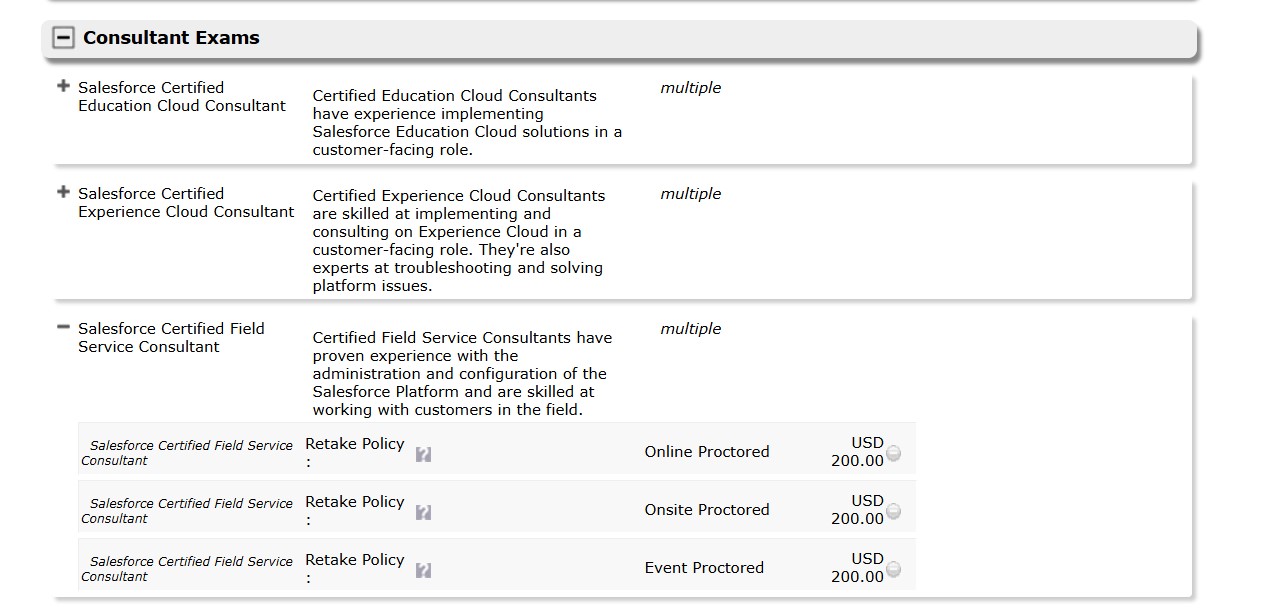 Consultant Exams
Salesforce Certified
Education Cloud Consultant
Certified Education Cloud Consultants
have experience implementing
Salesforce Education Cloud solutions in a
customer-facing role.
multiple
Salesforce Certified
Experience Cloud Consultant
Certified Experience Cloud Consultants
are skilled at implementing and
consulting on Experience Cloud in a
customer-facing role. They're also
experts at troubleshooting and solving
platform issues.
multiple
Salesforce Certified Field
Service Consultant
Certified Field Service Consultants have
proven experience with the
administration and configuration of the
Salesforce Platform and are skilled at
working with customers in the field.
multiple
Salesforce Certified Field Service
Consultant
Retake Policy
:
?
Online Proctored
USD
200.00
Salesforce Certified Field Service
Consultant
Retake Policy
:
?
Onsite Proctored
USD
200.00
Salesforce Certified Field Service
Consultant
Retake Policy
:
?
Event Proctored
USD
200.00